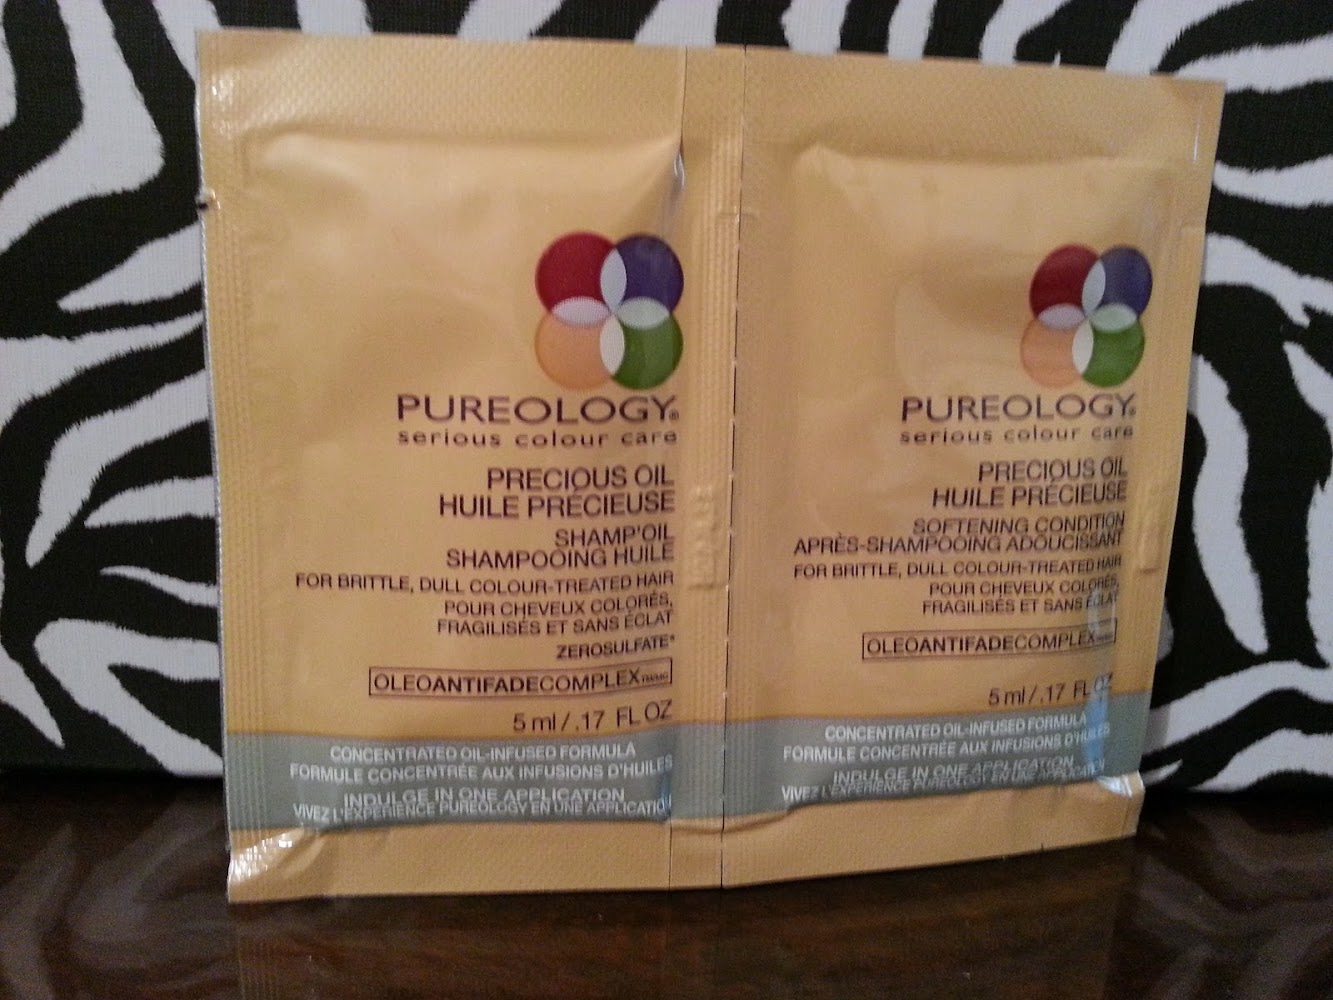 PUREOLOGY®
serious colour care
PRECIOUS OIL
HUILE PRÉCIEUSE
SHAMP'OIL
SHAMPOOING HUILE
FOR BRITTLE, DULL COLOUR-TREATED HAIR
POUR CHEVEUX COLORÉS,
FRAGILISÉS ET SANS ÉCLAT
ZEROSULFATE*
OLEOANTIFADECOMPLEX
5 ml / .17 FL OZ
CONCENTRATED OIL-INFUSED FORMULA
FORMULE CONCENTRÉE AUX INFUSIONS D'HUILES
INDULGE IN ONE APPLICATION
VIVEZ L'EXPÉRIENCE PUREOLOGY EN UNE APPLICATION
PUREOLOGY®
serious colour care
PRECIOUS OIL
HUILE PRÉCIEUSE
SOFTENING CONDITION
APRÈS-SHAMPOOING ADOUCISSANT
FOR BRITTLE, DULL COLOUR-TREATED HAIR
POUR CHEVEUX COLORÉS,
FRAGILISÉS ET SANS ÉCLAT
OLEOANTIFADECOMPLEX
5 ml / .17 FL OZ
CONCENTRATED OIL-INFUSED FORMULA
FORMULE CONCENTRÉE AUX INFUSIONS D'HUILES
INDULGE IN ONE APPLICATION
VIVEZ L'EXPÉRIENCE PUREOLOGY EN UNE APPLICATION